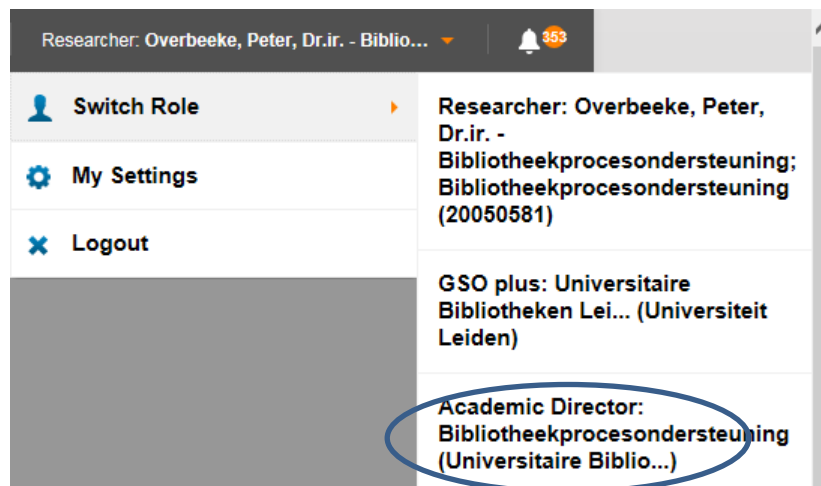 Researcher: Overbeeke, Peter, Dr.ir. - Biblio...
353
Switch Role
My Settings
Logout
Researcher: Overbeeke, Peter,
Dr.ir. -
Bibliotheekprocesondersteuning;
Bibliotheekprocesondersteuning
(20050581)
GSO plus: Universitaire
Bibliotheken Lei... (Universiteit
Leiden)
Academic Director:
Bibliotheekprocesondersteuning
(Universitaire Biblio...)